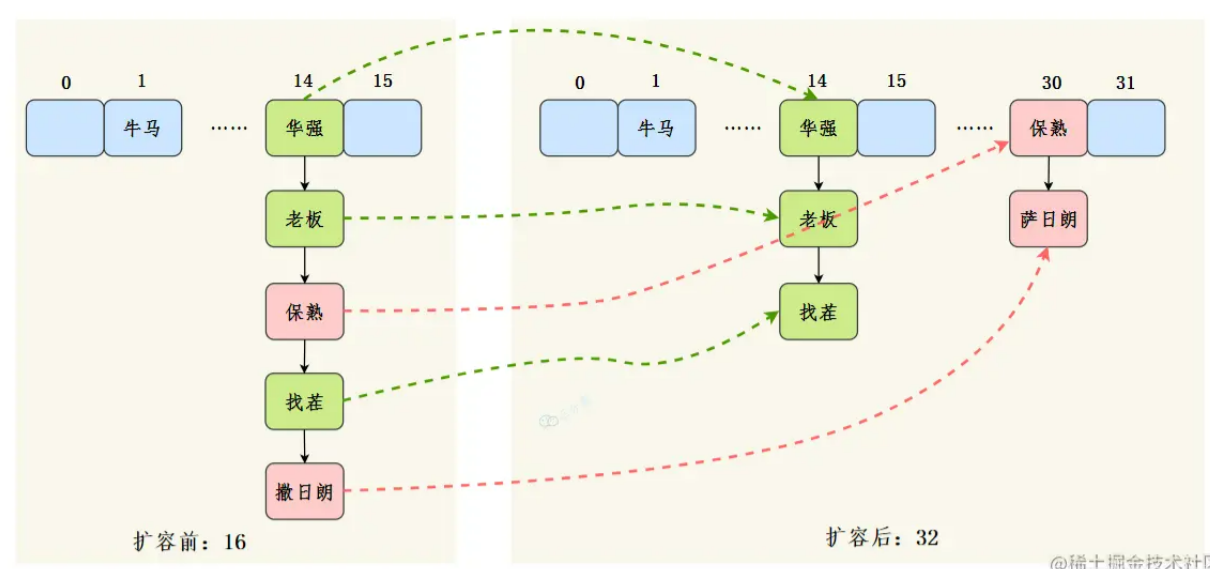 0 1 14 15
牛马 …… 华强
老板
保熟
找茬
撒日朗
扩容前：16
0 1 14 15 30 31
牛马 …… 华强 …… 保熟
老板 萨日朗
找茬
扩容后：32
@稀土掘金技术社区